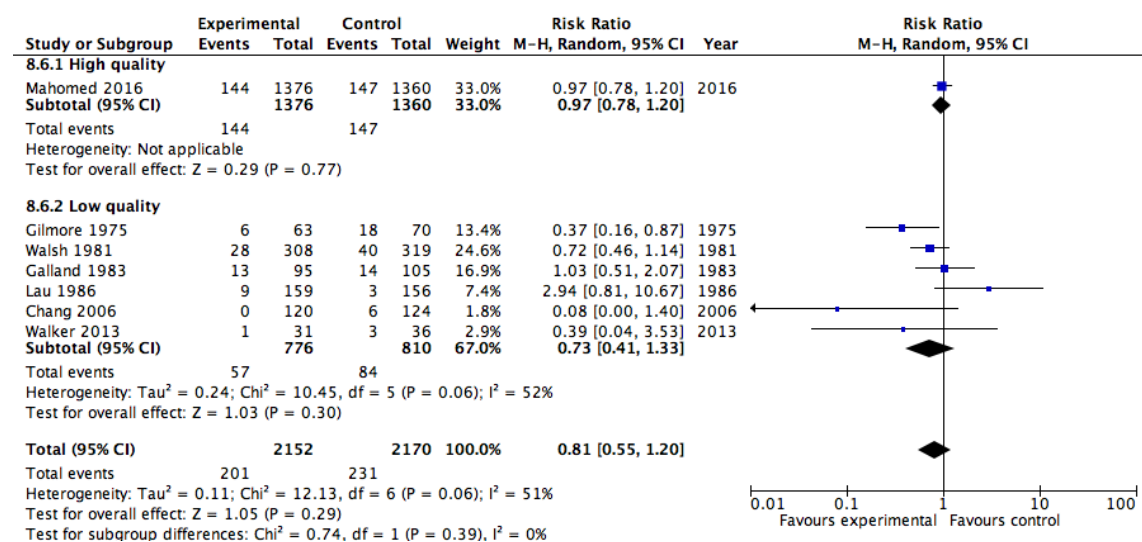 Experimental Control Risk Ratio Risk Ratio
Study or Subgroup Events Total Events Total Weight M-H, Random, 95% CI Year M-H, Random, 95% CI
8.6.1 High quality
Mahomed 2016 144 1376 147 1360 33.0% 0.97 [0.78, 1.20] 2016
Subtotal (95% CI) 1376 1360 33.0% 0.97 [0.78, 1.20]
Total events 144 147
Heterogeneity: Not applicable
Test for overall effect: Z = 0.29 (P = 0.77)
8.6.2 Low quality
Gilmore 1975 6 63 18 70 13.4% 0.37 [0.16, 0.87] 1975
Walsh 1981 28 308 40 319 24.6% 0.72 [0.46, 1.14] 1981
Galland 1983 13 95 14 105 16.9% 1.03 [0.51, 2.07] 1983
Lau 1986 9 159 3 156 7.4% 2.94 [0.81, 10.67] 1986
Chang 2006 0 120 6 124 1.8% 0.08 [0.00, 1.40] 2006
Walker 2013 1 31 3 36 2.9% 0.39 [0.04, 3.53] 2013
Subtotal (95% CI) 776 810 67.0% 0.73 [0.41, 1.33]
Total events 57 84
Heterogeneity: Tau² = 0.24; Chi² = 10.45, df = 5 (P = 0.06); I² = 52%
Test for overall effect: Z = 1.03 (P = 0.30)
Total (95% CI) 2152 2170 100.0% 0.81 [0.55, 1.20]
Total events 201 231
Heterogeneity: Tau² = 0.11; Chi² = 12.13, df = 6 (P = 0.06); I² = 51%
Test for overall effect: Z = 1.05 (P = 0.29)
Test for subgroup differences: Chi² = 0.74, df = 1 (P = 0.39), I² = 0%
0.01 0.1 1 10 100
Favours experimental Favours control